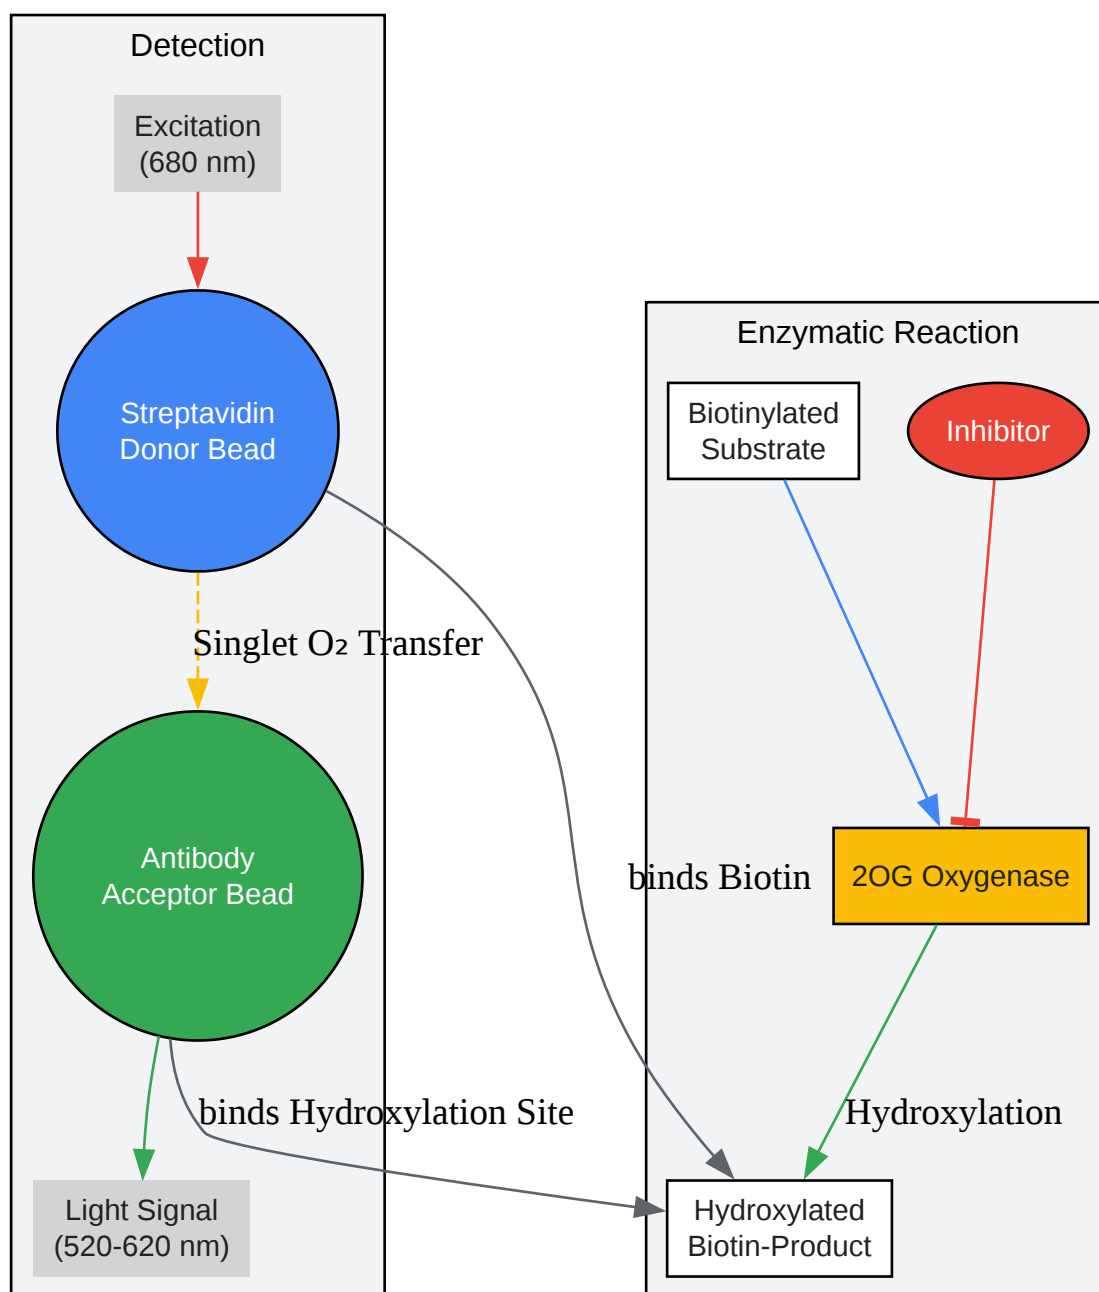 Detection
Excitation
(680 nm)
Streptavidin
Donor Bead
Singlet O₂ Transfer
Antibody
Acceptor Bead
binds Hydroxylation Site
Light Signal
(520-620 nm)
Enzymatic Reaction
Biotinylated
Substrate
Inhibitor
binds Biotin
2OG Oxygenase
Hydroxylation
Hydroxylated
Biotin-Product